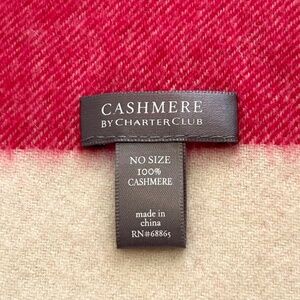 CASHMERE
BY CHARTER CLUB
NO SIZE
100%
CASHMERE
made in
china
RN#68865